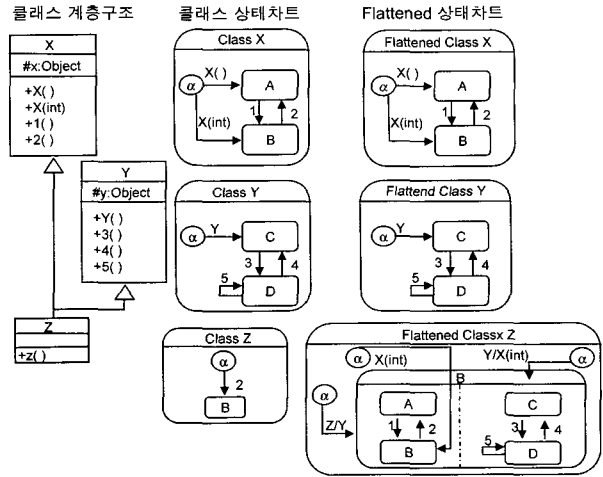 클래스 계층구조
클래스 상태차트
Flattened 상태차트
X
#x:Object
+X( )
+X(int)
+1( )
+2( )
Y
#y:Object
+Y( )
+3( )
+4( )
+5( )
Z
+z( )
Class X
α
X( )
X(int)
A
1
2
B
Flattened Class X
α
X( )
X(int)
A
1
2
B
Class Y
α
Y
C
3
4
5
D
Flattend Class Y
α
Y
C
3
4
5
D
Class Z
α
2
B
Flattened Classx Z
α
X(int)
Y/X(int)
α
B
α
Z/Y
A
1
2
B
C
3
4
5
D